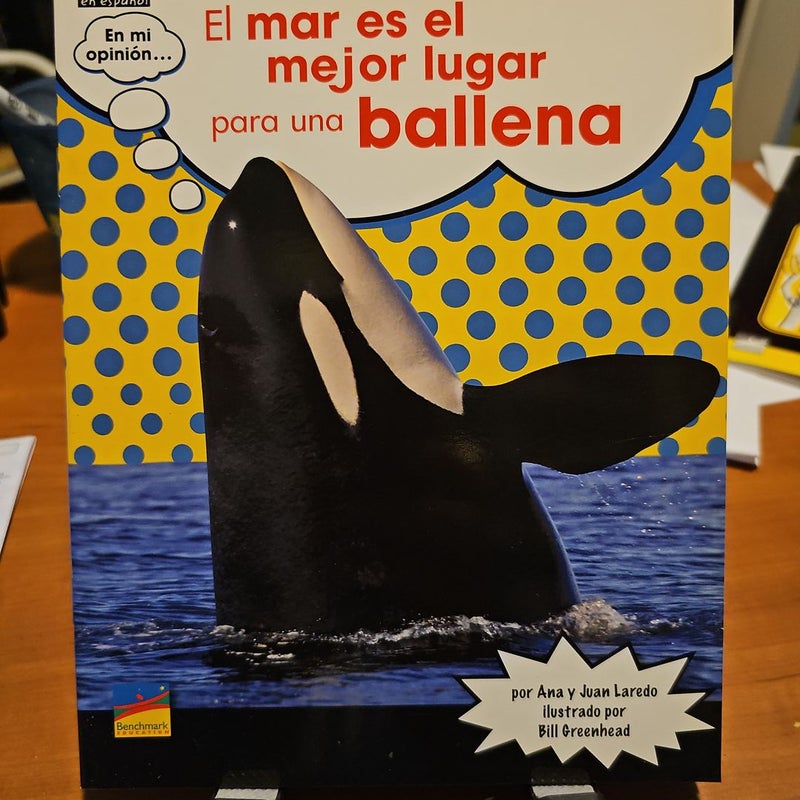 en español
En mi
opinión...
El mar es el
mejor lugar
para una ballena
por Ana y Juan Laredo
ilustrado por
Bill Greenhead
Benchmark
EDUCATION